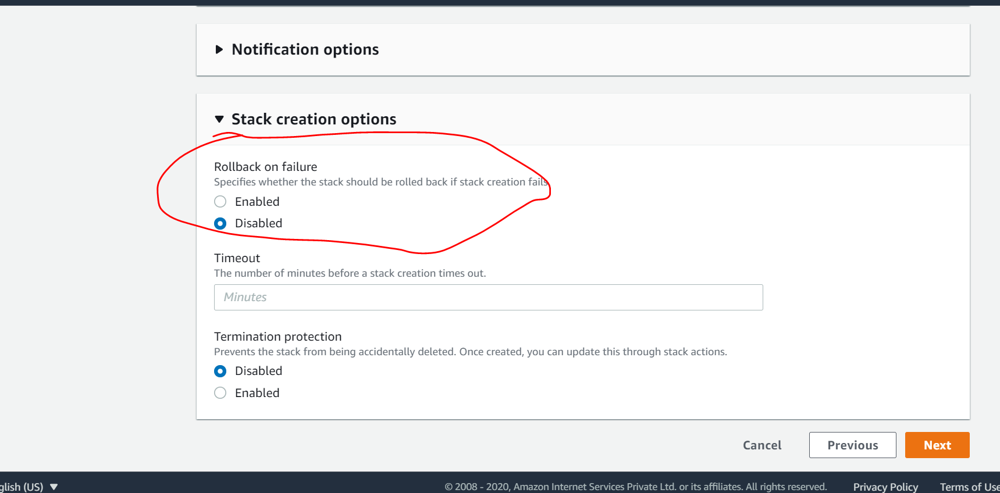 Notification options
Stack creation options
Rollback on failure
Specifies whether the stack should be rolled back if stack creation fails
Enabled
Disabled
Timeout
The number of minutes before a stack creation times out.
Minutes
Termination protection
Prevents the stack from being accidentally deleted. Once created, you can update this through stack actions.
Disabled
Enabled
Cancel Previous Next
glish (US) © 2008 - 2020, Amazon Internet Services Private Ltd. or its affiliates. All rights reserved. Privacy Policy Terms of Use